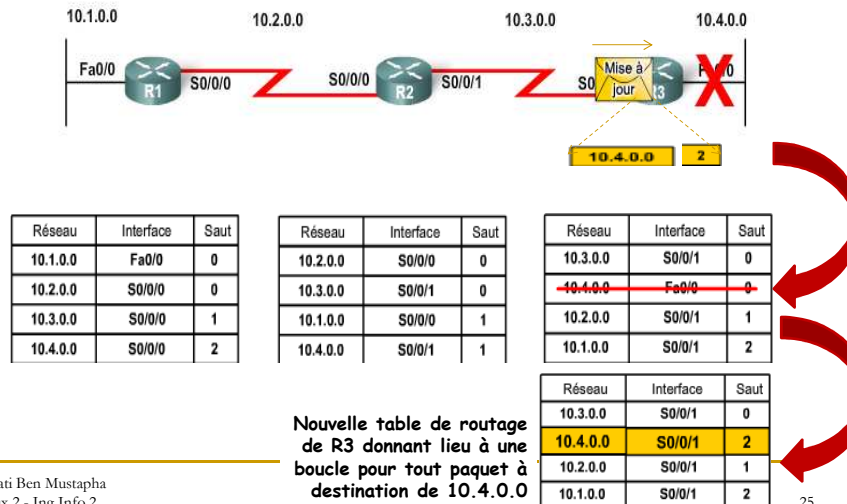 10.1.0.0 10.2.0.0 10.3.0.0 10.4.0.0
Fa0/0 S0/0/0 S0/0/0 S0/0/1 S0
R1 R2
Mise à
jour
10.4.0.0 2
Réseau Interface Saut
10.1.0.0 Fa0/0 0
10.2.0.0 S0/0/0 0
10.3.0.0 S0/0/0 1
10.4.0.0 S0/0/0 2
Réseau Interface Saut
10.2.0.0 S0/0/0 0
10.3.0.0 S0/0/1 0
10.1.0.0 S0/0/0 1
10.4.0.0 S0/0/1 1
Réseau Interface Saut
10.3.0.0 S0/0/1 0
10.4.0.0 Fa0/0 0
10.2.0.0 S0/0/1 1
10.1.0.0 S0/0/1 2
Nouvelle table de routage
de R3 donnant lieu à une
boucle pour tout paquet à
destination de 10.4.0.0
Réseau Interface Saut
10.3.0.0 S0/0/1 0
10.4.0.0 S0/0/1 2
10.2.0.0 S0/0/1 1
10.1.0.0 S0/0/1 2
ati Ben Mustapha
x 2 - Ing Info 2
25